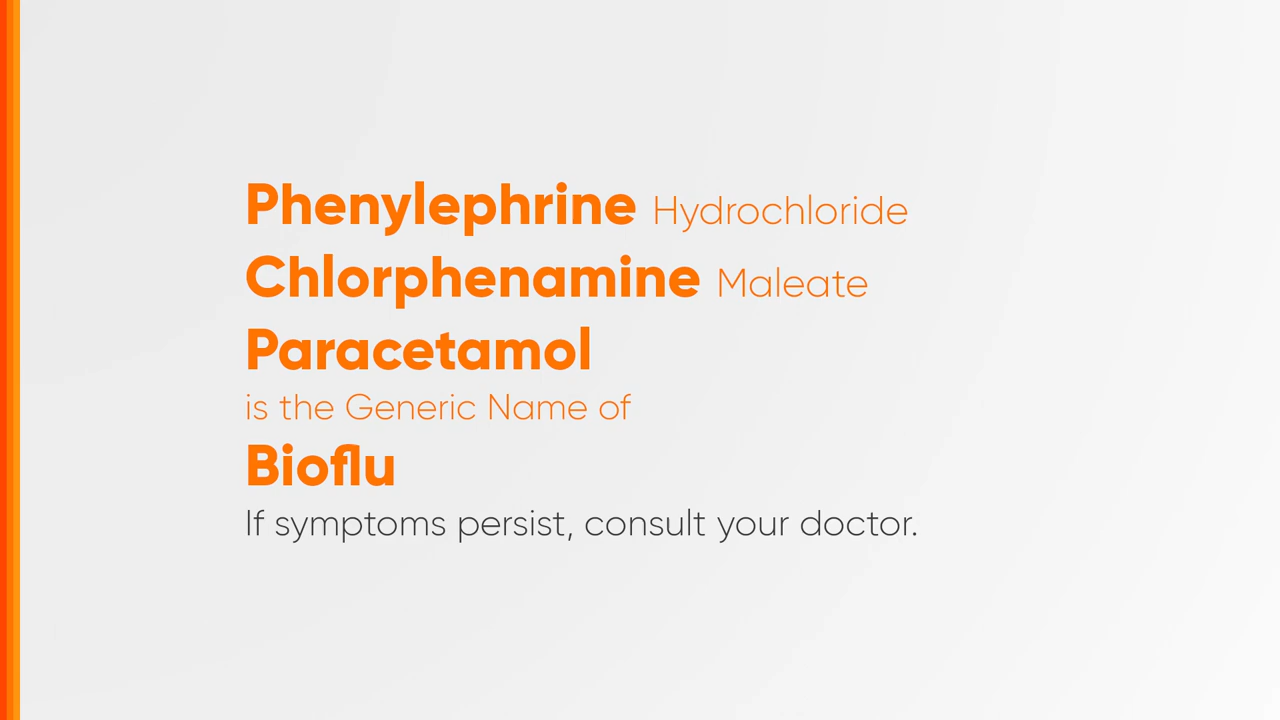 Phenylephrine Hydrochloride
Chlorphenamine Maleate
Paracetamol
is the Generic Name of
Bioflu
If symptoms persist, consult your doctor.